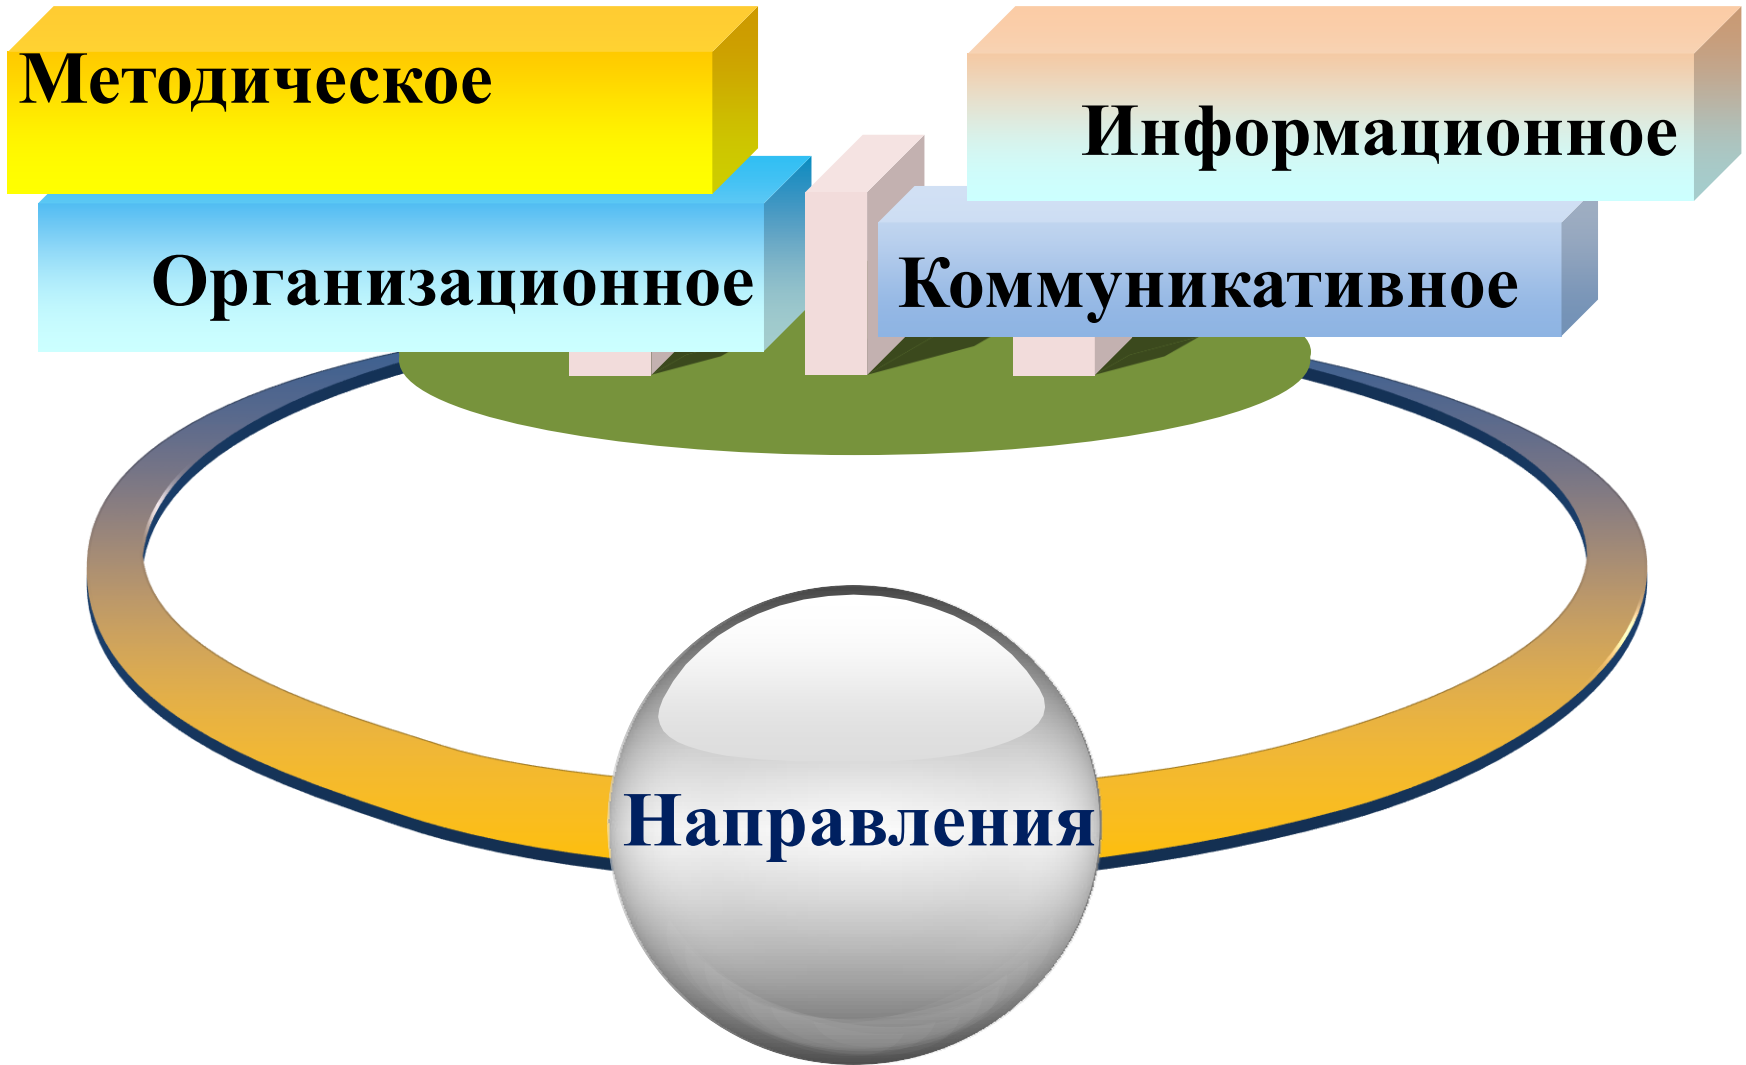 Методическое
Информационное
Организационное
Коммуникативное
Направления